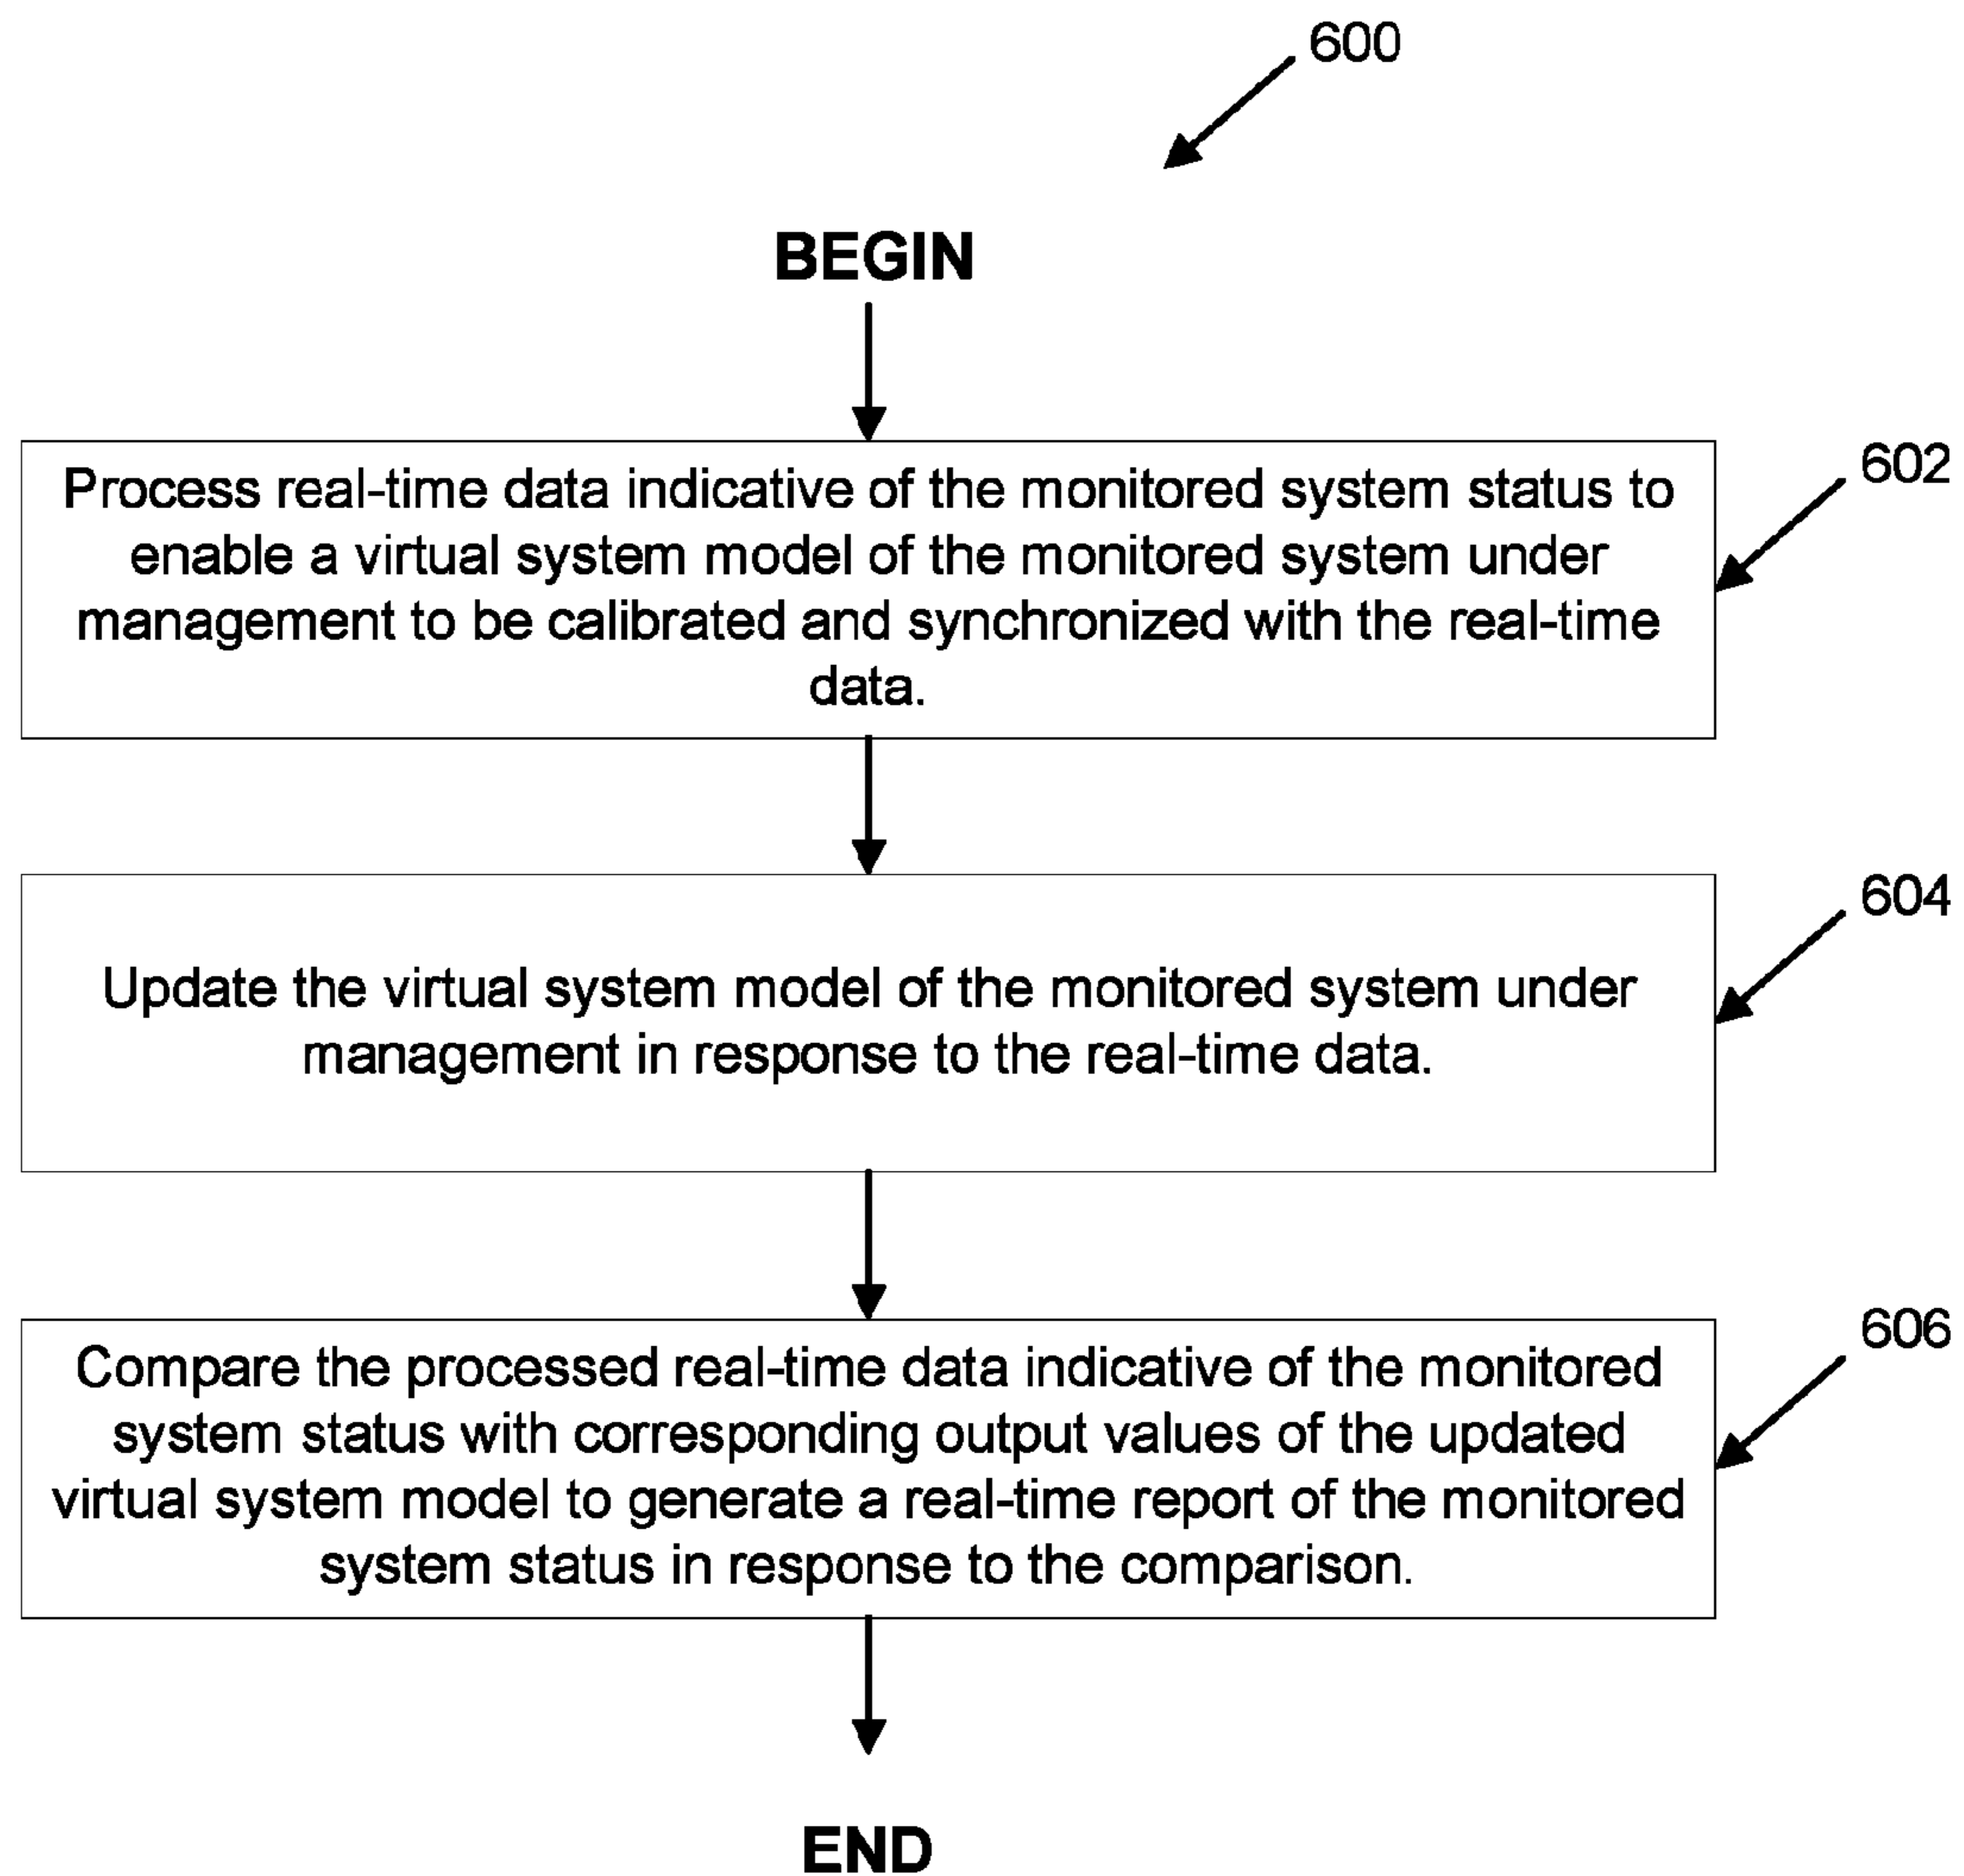 600
BEGIN
602
Process real-time data indicative of the monitored system status to
enable a virtual system model of the monitored system under
management to be calibrated and synchronized with the real-time
data.
604
Update the virtual system model of the monitored system under
management in response to the real-time data.
606
Compare the processed real-time data indicative of the monitored
system status with corresponding output values of the updated
virtual system model to generate a real-time report of the monitored
system status in response to the comparison.
END